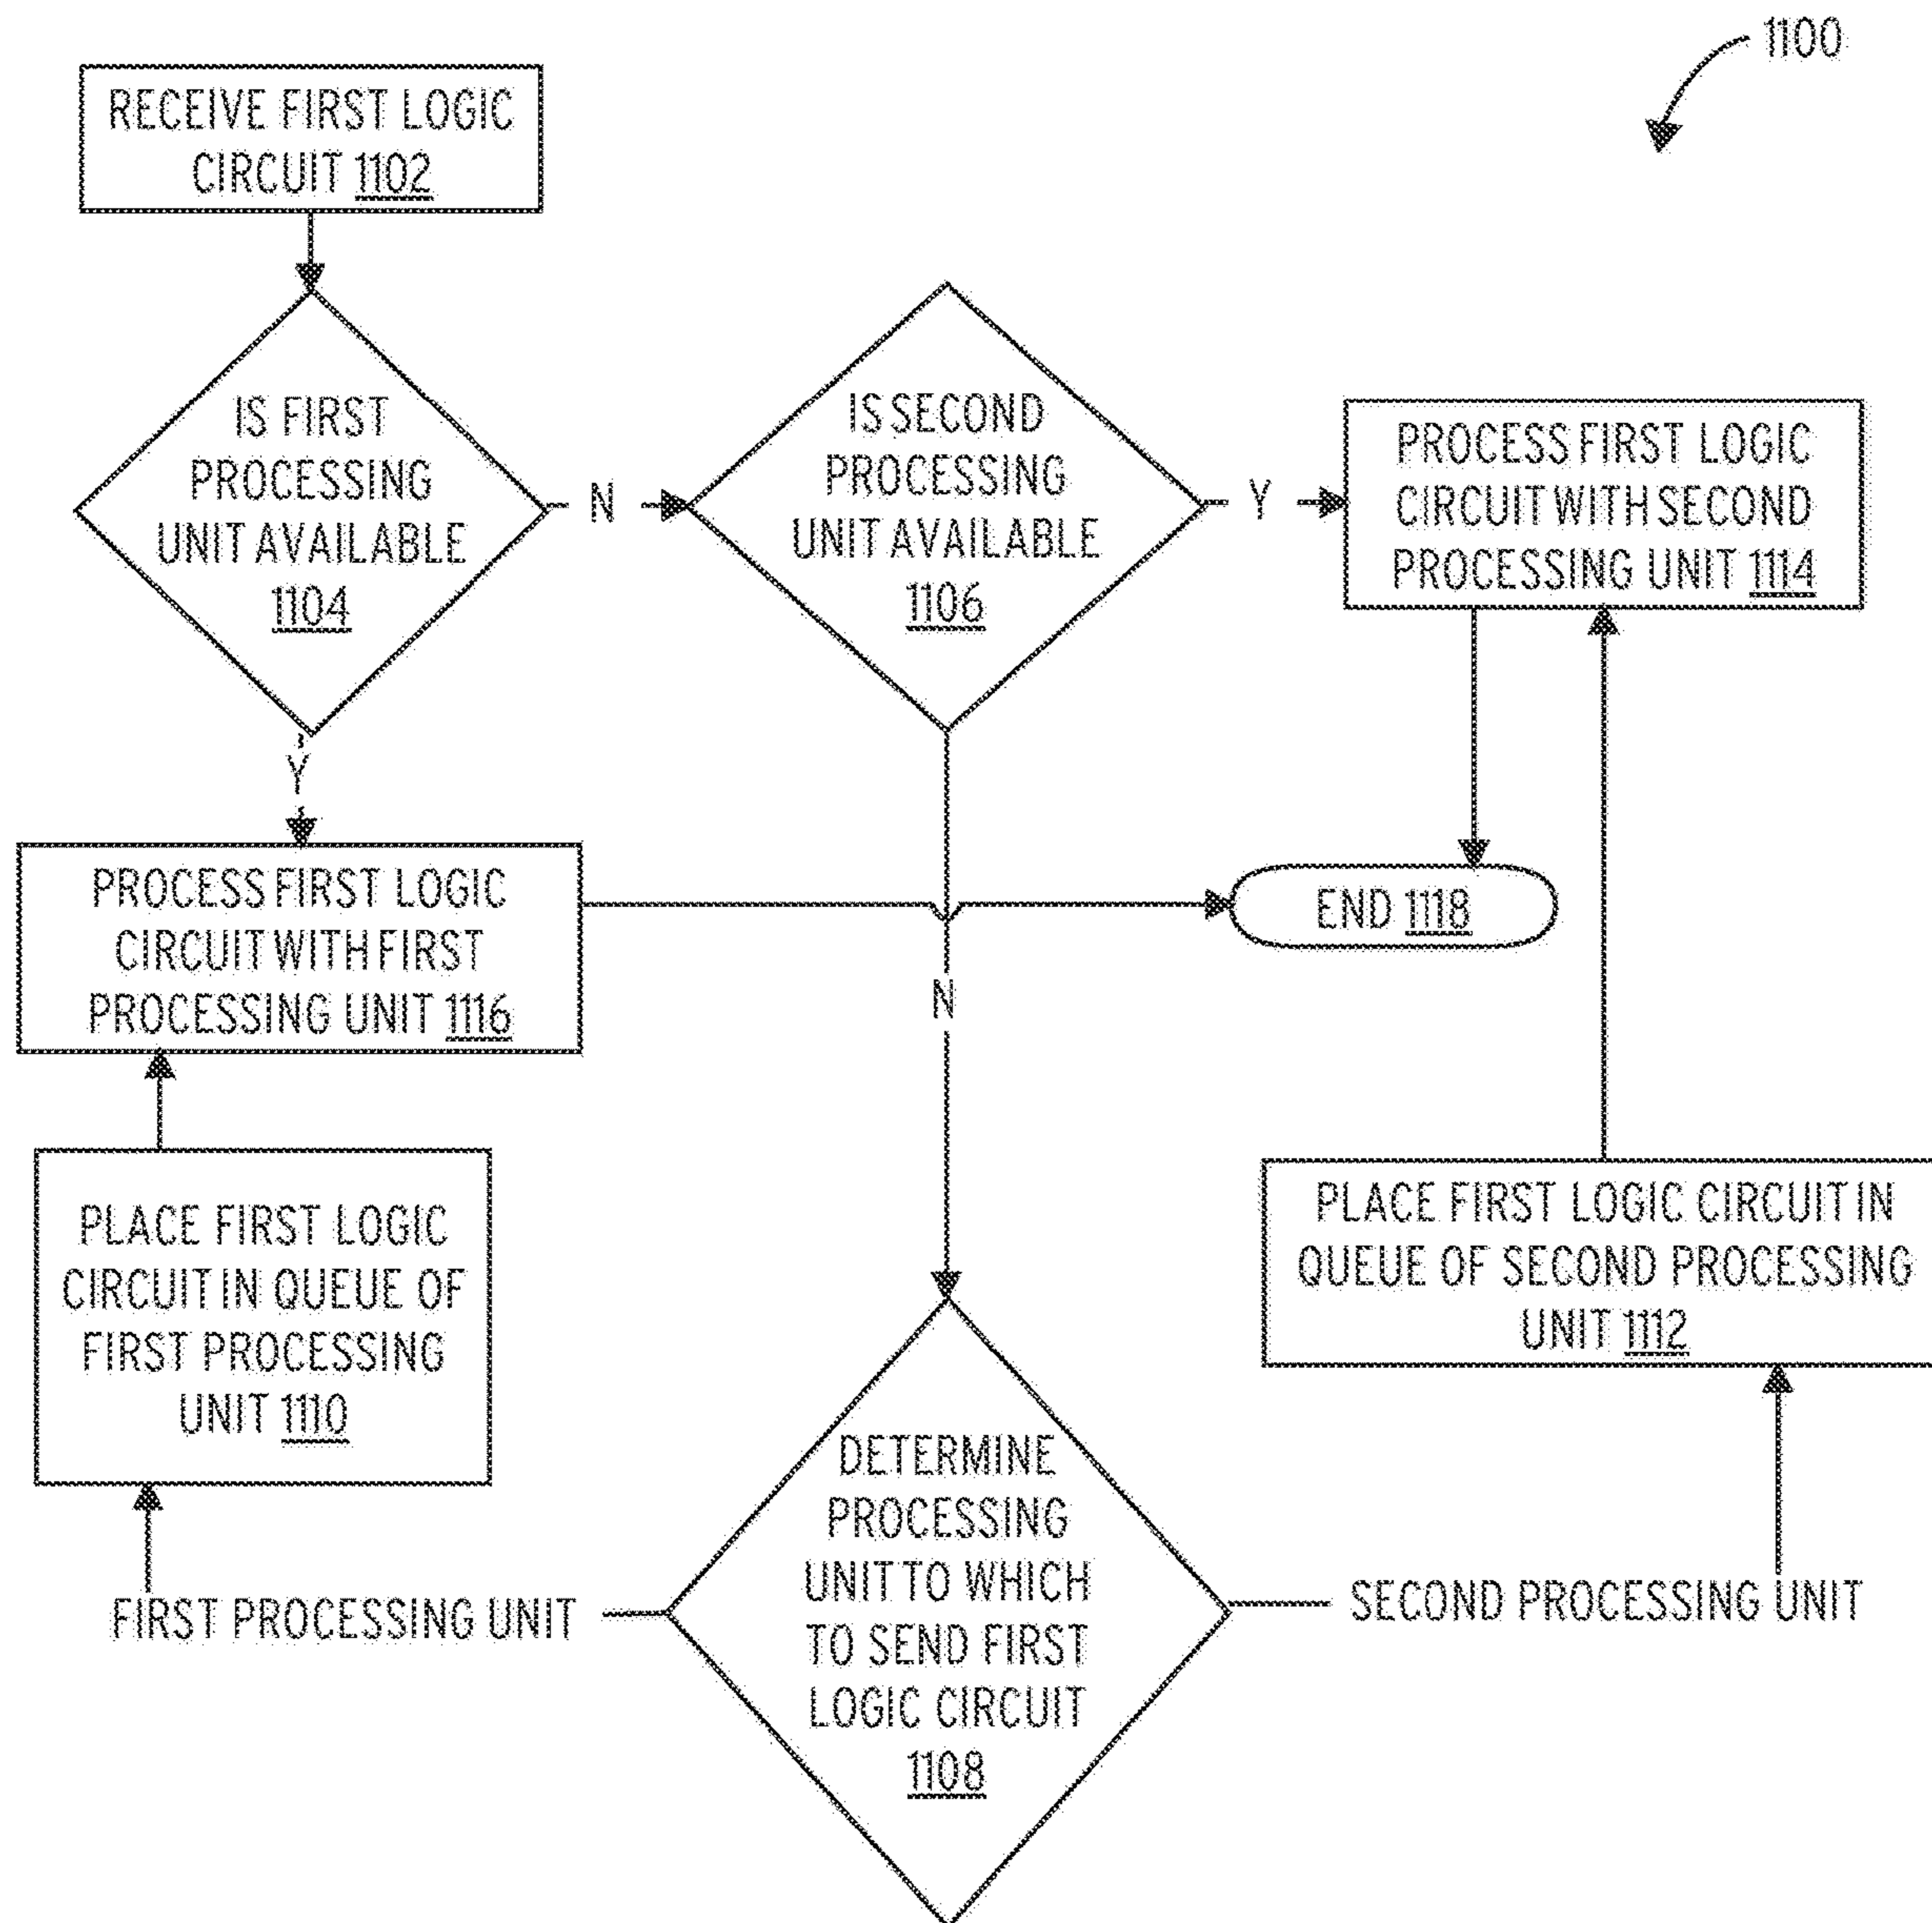 1100
RECEIVE FIRST LOGIC
CIRCUIT 1102
IS FIRST
PROCESSING
UNIT AVAILABLE
1104
N
IS SECOND
PROCESSING
UNIT AVAILABLE
1106
Y
PROCESS FIRST LOGIC
CIRCUIT WITH SECOND
PROCESSING UNIT 1114
Y
PROCESS FIRST LOGIC
CIRCUIT WITH FIRST
PROCESSING UNIT 1116
END 1118
N
PLACE FIRST LOGIC
CIRCUIT IN QUEUE OF
FIRST PROCESSING
UNIT 1110
PLACE FIRST LOGIC CIRCUIT IN
QUEUE OF SECOND PROCESSING
UNIT 1112
DETERMINE
PROCESSING
UNIT TO WHICH
TO SEND FIRST
LOGIC CIRCUIT
1108
FIRST PROCESSING UNIT
SECOND PROCESSING UNIT